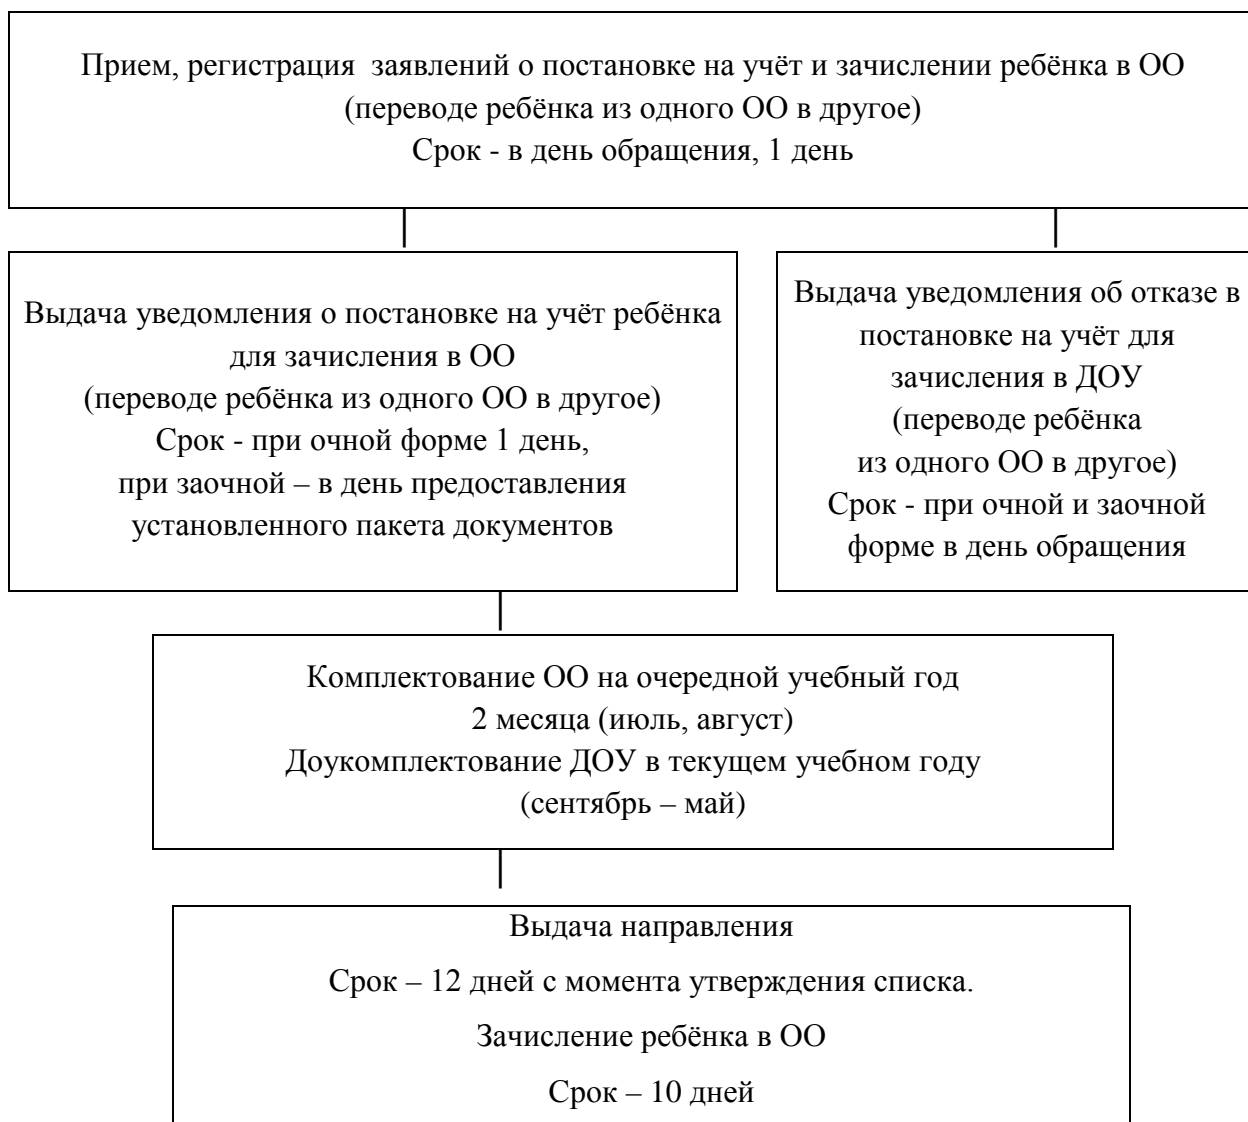 Прием, регистрация  заявлений о постановке на учёт и зачислении ребёнка в ОО
(переводе ребёнка из одного ОО в другое)
Срок - в день обращения, 1 день
Выдача уведомления о постановке на учёт ребёнка
для зачисления в ОО
(переводе ребёнка из одного ОО в другое)
Срок - при очной форме 1 день,
при заочной – в день предоставления
установленного пакета документов
Выдача уведомления об отказе в
постановке на учёт для
зачисления в ДОУ
(переводе ребёнка
из одного ОО в другое)
Срок - при очной и заочной
форме в день обращения
Комплектование ОО на очередной учебный год
2 месяца (июль, август)
Доукомплектование ДОУ в текущем учебном году
(сентябрь – май)
Выдача направления
Срок – 12 дней с момента утверждения списка.
Зачисление ребёнка в ОО
Срок – 10 дней